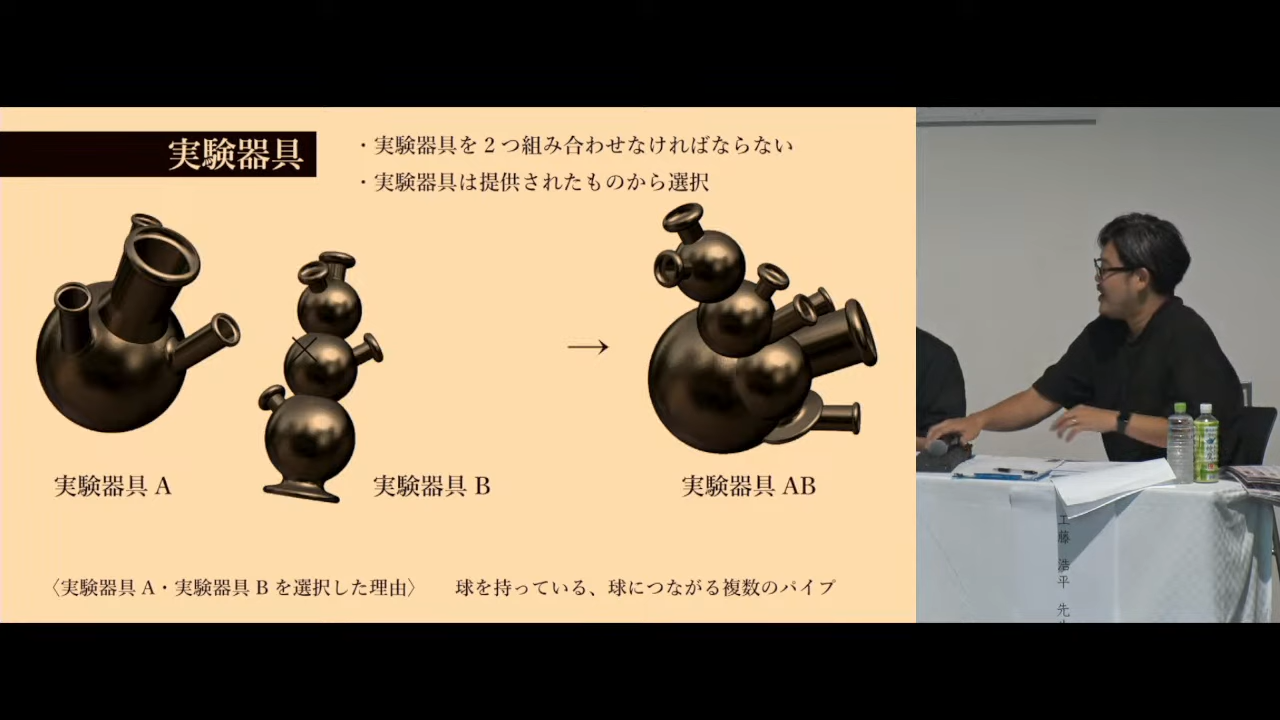 実験器具
・実験器具を2つ組み合わせなければならない
・実験器具は提供されたものから選択
実験器具 A
実験器具 B
→
実験器具 AB
〈実験器具 A・実験器具 B を選択した理由〉 球を持っている、球につながる複数のパイプ
工藤 浩平 先